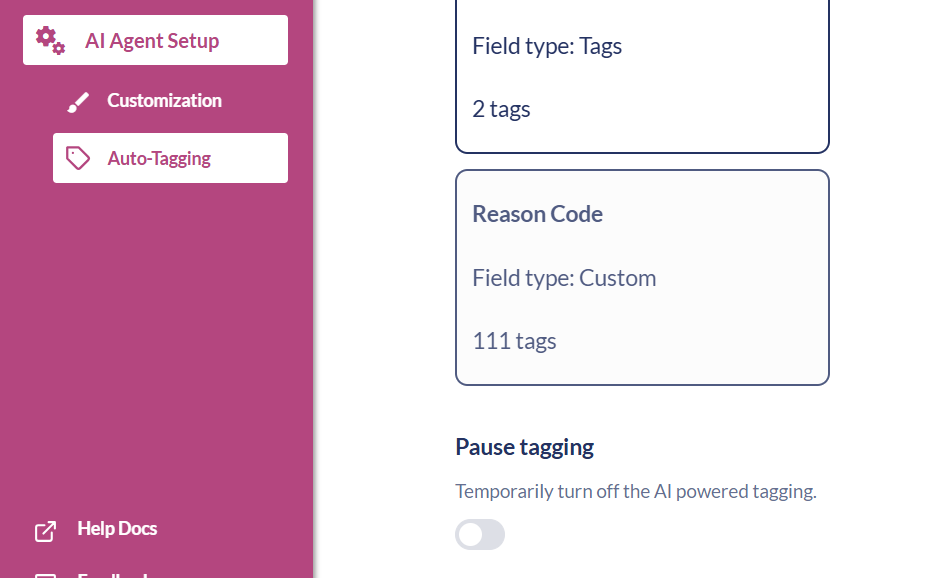 AI Agent Setup
Customization
Auto-Tagging
Help Docs
Field type: Tags
2 tags
Reason Code
Field type: Custom
111 tags
Pause tagging
Temporarily turn off the AI powered tagging.